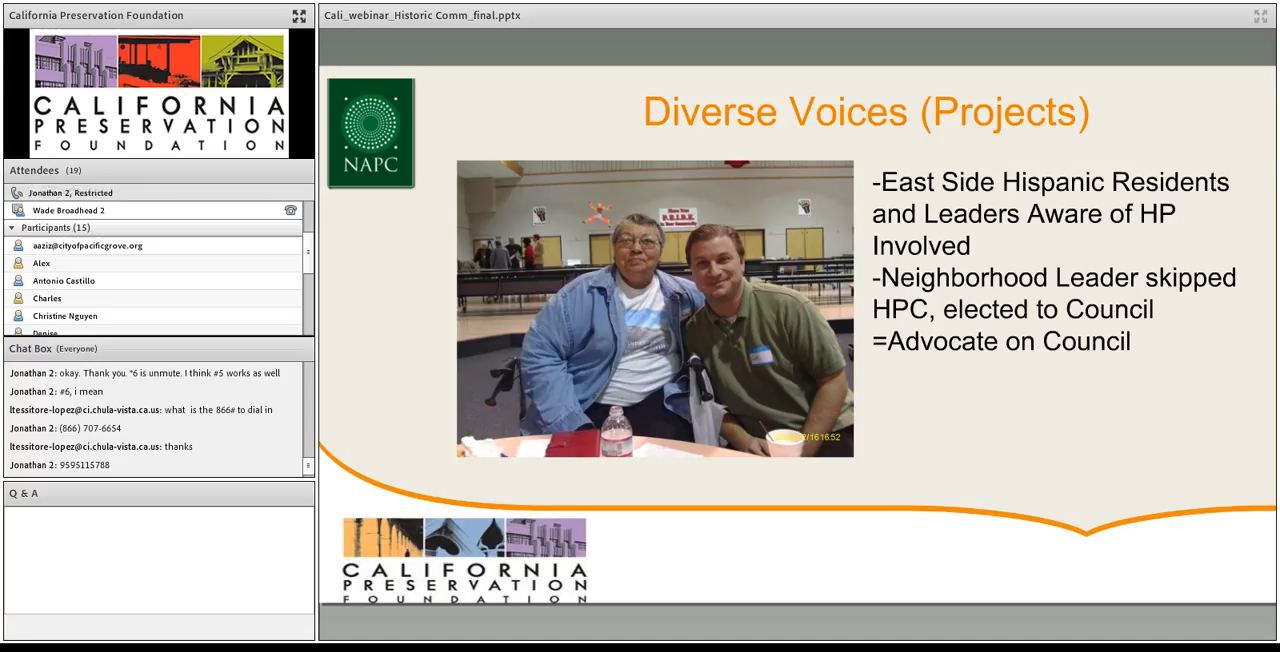 California Preservation Foundation
CALIFORNIA
PRESERVATION
FOUNDATION
Attendees (19)
Jonathan 2, Restricted
Wade Broadhead 2
Participants (15)
aaziz@cityofpacificgrove.org
Alex
Antonio Castillo
Charles
Christine Nguyen
Denise
Chat Box (Everyone)
Jonathan 2: okay. Thank you. *6 is unmute. I think #5 works as well
Jonathan 2: #6, i mean
ltessitore-lopez@ci.chula-vista.ca.us: what is the 866# to dial in
Jonathan 2: (866) 707-6654
ltessitore-lopez@ci.chula-vista.ca.us: thanks
Jonathan 2: 9595115788
Q & A
Cali_webinar_Historic Comm_final.pptx
NAPC
Diverse Voices (Projects)
P.R.I.D.E.
16:52
-East Side Hispanic Residents
and Leaders Aware of HP
Involved
-Neighborhood Leader skipped
HPC, elected to Council
=Advocate on Council
CALIFORNIA
PRESERVATION
FOUNDATION